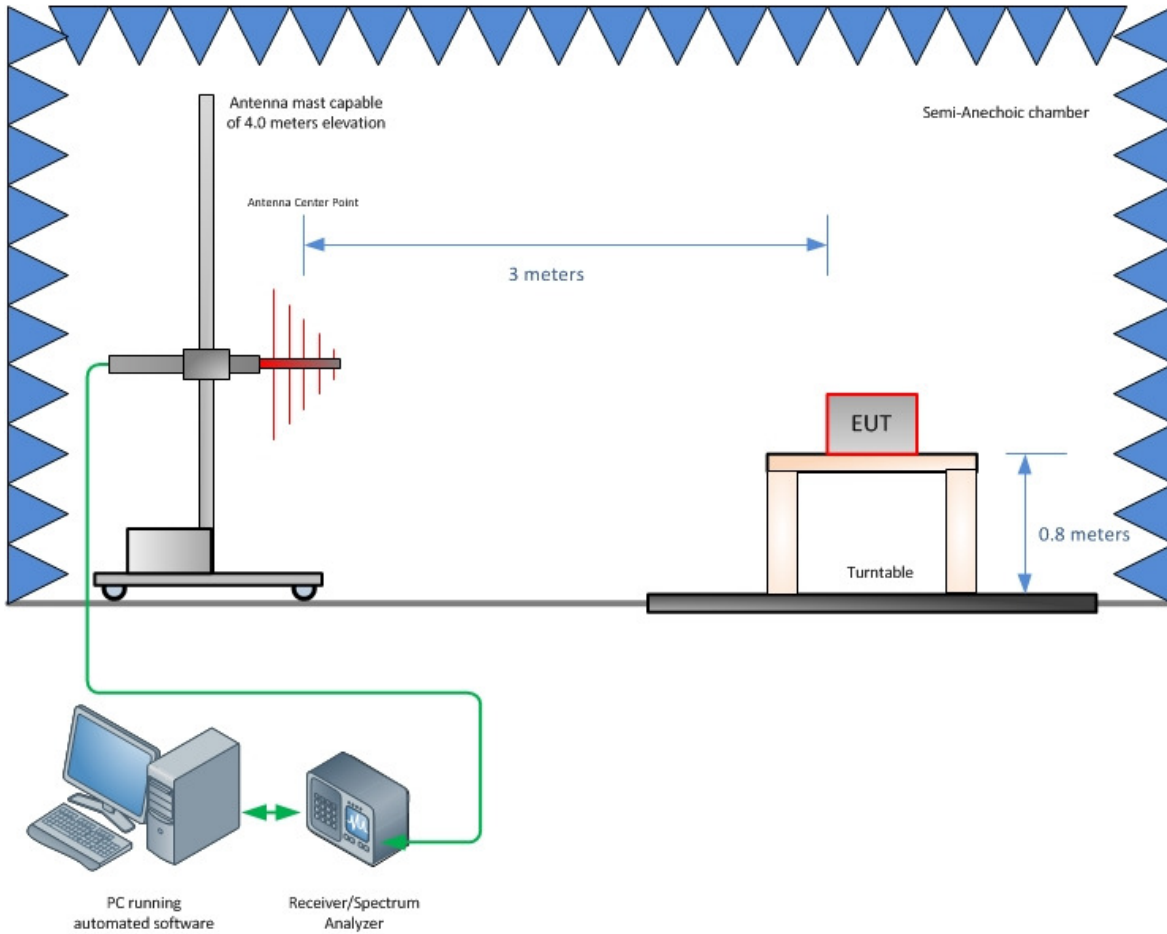 Antenna mast capable
of 4.0 meters elevation
Semi-Anechoic chamber
Antenna Center Point
3 meters
EUT
0.8 meters
Turntable
PC running
automated software
Receiver/Spectrum
Analyzer